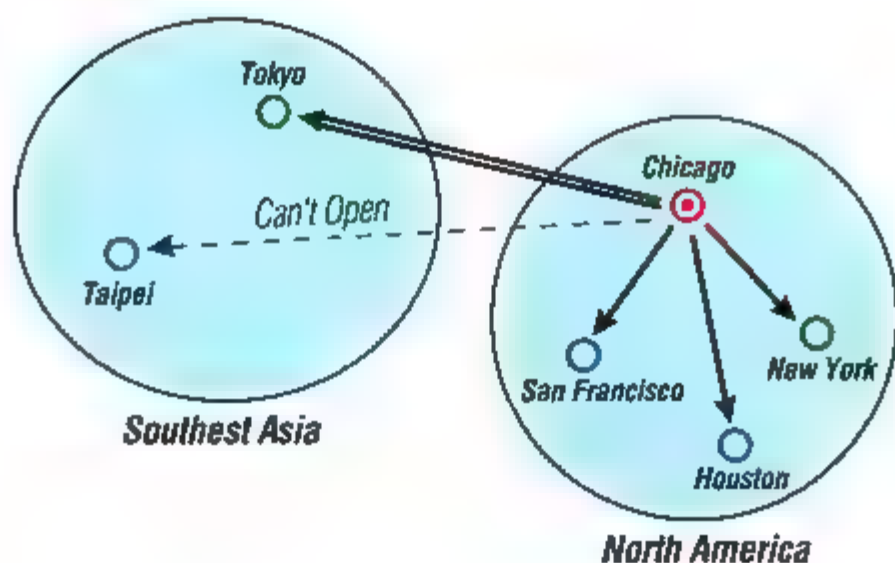 Tokyo
Chicago
Can't Open
Taipei
San Francisco
New York
Southest Asia
Houston
North America